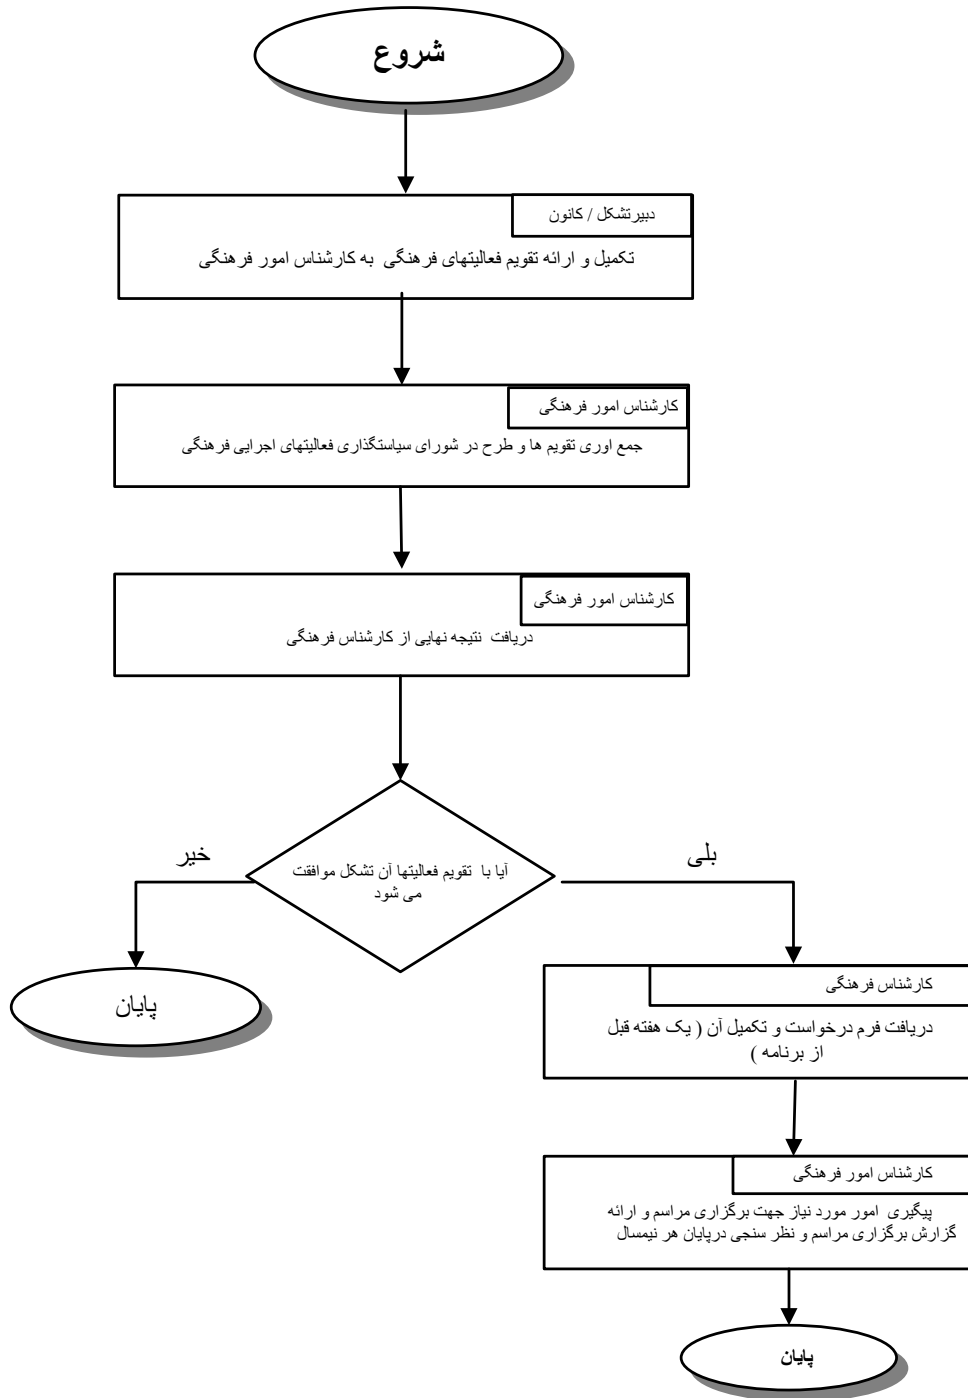 شروع
دبیرتشکل / کانون
تکمیل و ارائه تقویم فعالیتهای فرهنگی به کارشناس امور فرهنگی
کارشناس امور فرهنگی
جمع اوری تقویم ها و طرح در شورای سیاستگذاری فعالیتهای اجرایی فرهنگی
کارشناس امور فرهنگی
دریافت نتیجه نهایی از کارشناس فرهنگی
آیا با تقویم فعالیتها آن تشکل موافقت
می شود
خیر
بلی
پایان
کارشناس فرهنگی
دریافت فرم درخواست و تکمیل آن ( یک هفته قبل
از برنامه )
کارشناس امور فرهنگی
پیگیری امور مورد نیاز جهت برگزاری مراسم و ارائه
گزارش برگزاری مراسم و نظر سنجی درپایان هر نیمسال
پایان